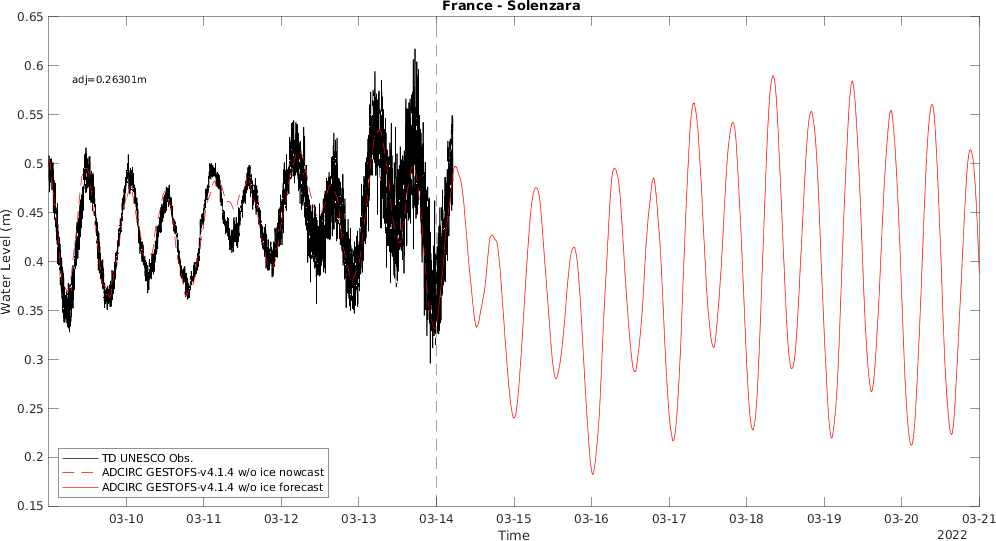 France - Solenzara
0.65
0.6
0.55
0.5
0.45
0.4
0.35
0.3
0.25
0.2
0.15
Water Level (m)
adj=0.26301m
TD UNESCO Obs.
ADCIRC GESTOFS-v4.1.4 w/o ice nowcast
ADCIRC GESTOFS-v4.1.4 w/o ice forecast
03-10 03-11 03-12 03-13 03-14 03-15 03-16 03-17 03-18 03-19 03-20 03-21
Time
2022